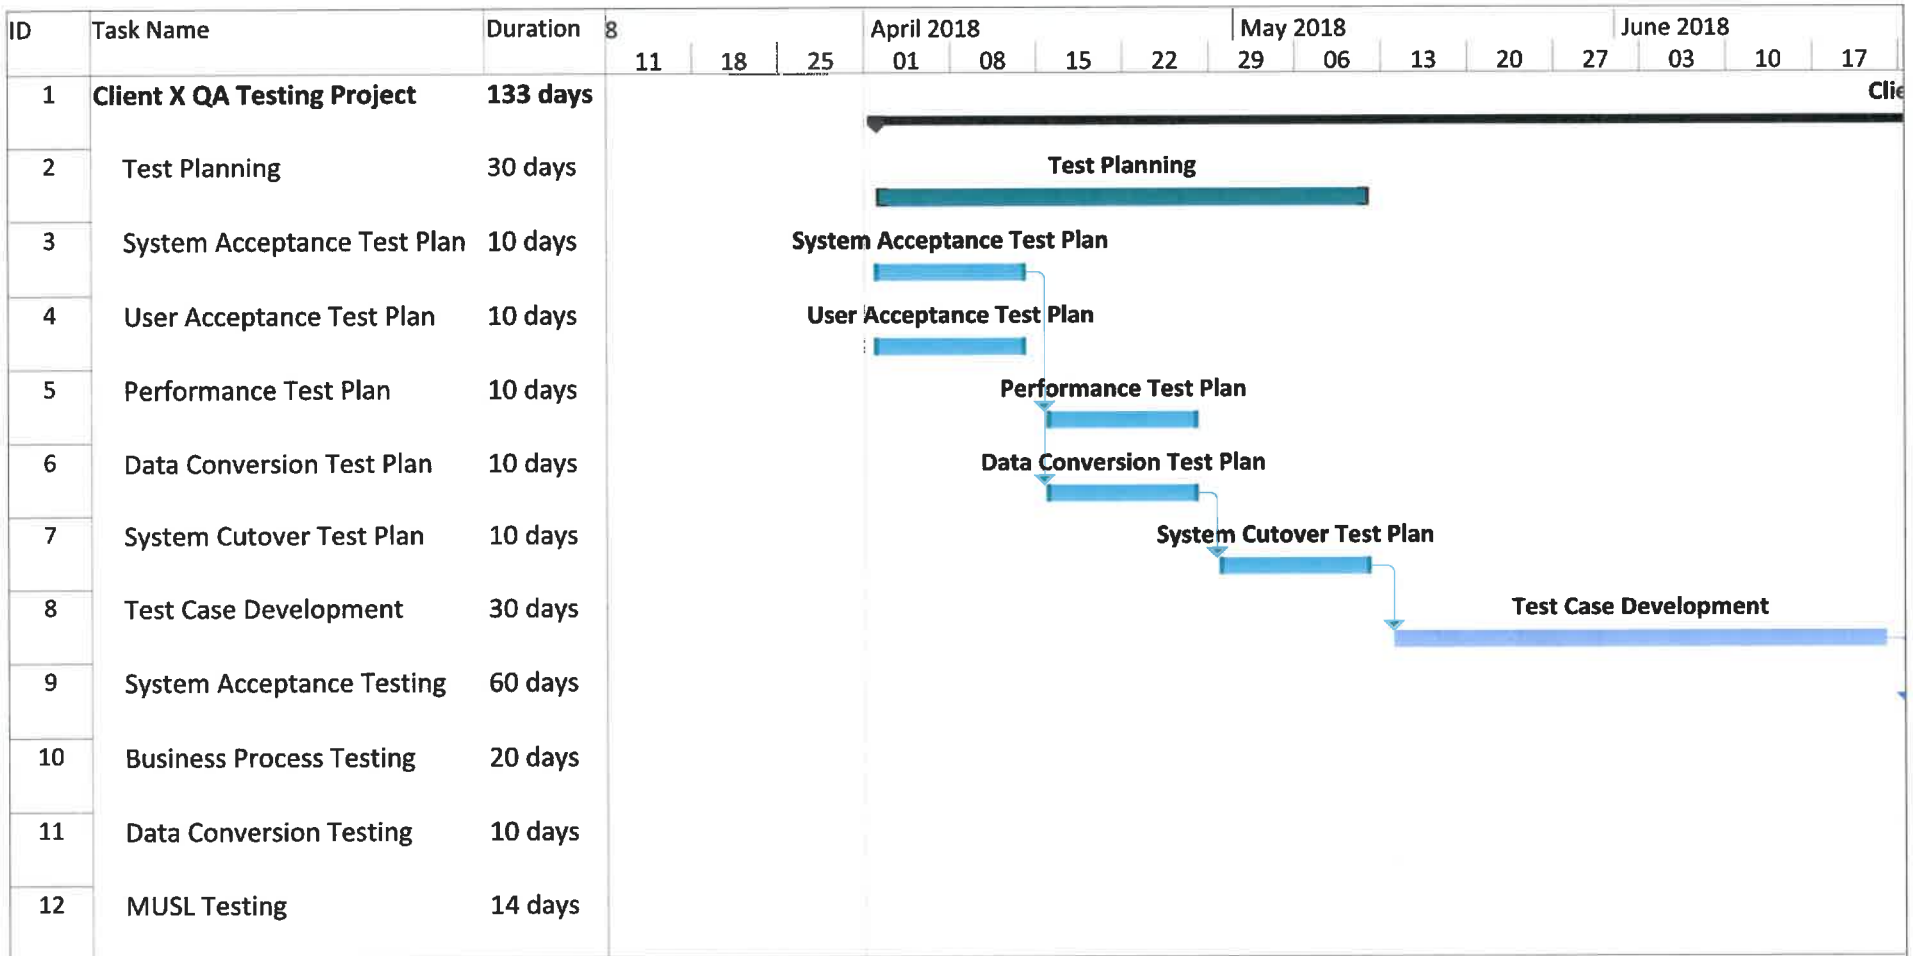 ID Task Name Duration 8 April 2018 May 2018 June 2018
11 18 25 01 08 15 22 29 06 13 20 27 03 10 17
1 Client X QA Testing Project 133 days Clie
2 Test Planning 30 days Test Planning
3 System Acceptance Test Plan 10 days System Acceptance Test Plan
4 User Acceptance Test Plan 10 days User Acceptance Test Plan
5 Performance Test Plan 10 days Performance Test Plan
6 Data Conversion Test Plan 10 days Data Conversion Test Plan
7 System Cutover Test Plan 10 days System Cutover Test Plan
8 Test Case Development 30 days Test Case Development
9 System Acceptance Testing 60 days
10 Business Process Testing 20 days
11 Data Conversion Testing 10 days
12 MUSL Testing 14 days